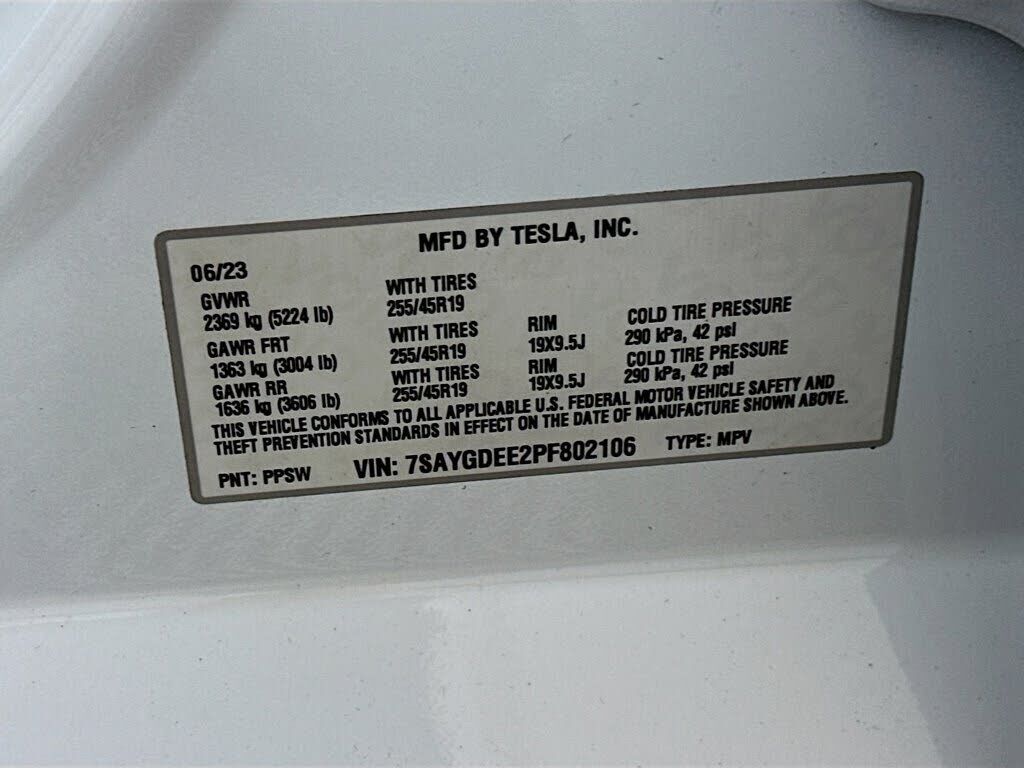 MFD BY TESLA, INC.
06/23
GVWR WITH TIRES
2369 kg (5224 lb) 255/45R19
GAWR FRT WITH TIRES RIM COLD TIRE PRESSURE
1363 kg (3004 lb) 255/45R19 19X9.5J 290 kPa, 42 psi
GAWR RR WITH TIRES RIM COLD TIRE PRESSURE
1636 kg (3606 lb) 255/45R19 19X9.5J 290 kPa, 42 psi
THIS VEHICLE CONFORMS TO ALL APPLICABLE U.S. FEDERAL MOTOR VEHICLE SAFETY AND
THEFT PREVENTION STANDARDS IN EFFECT ON THE DATE OF MANUFACTURE SHOWN ABOVE.
PNT: PPSW VIN: 7SAYGDEE2PF802106 TYPE: MPV